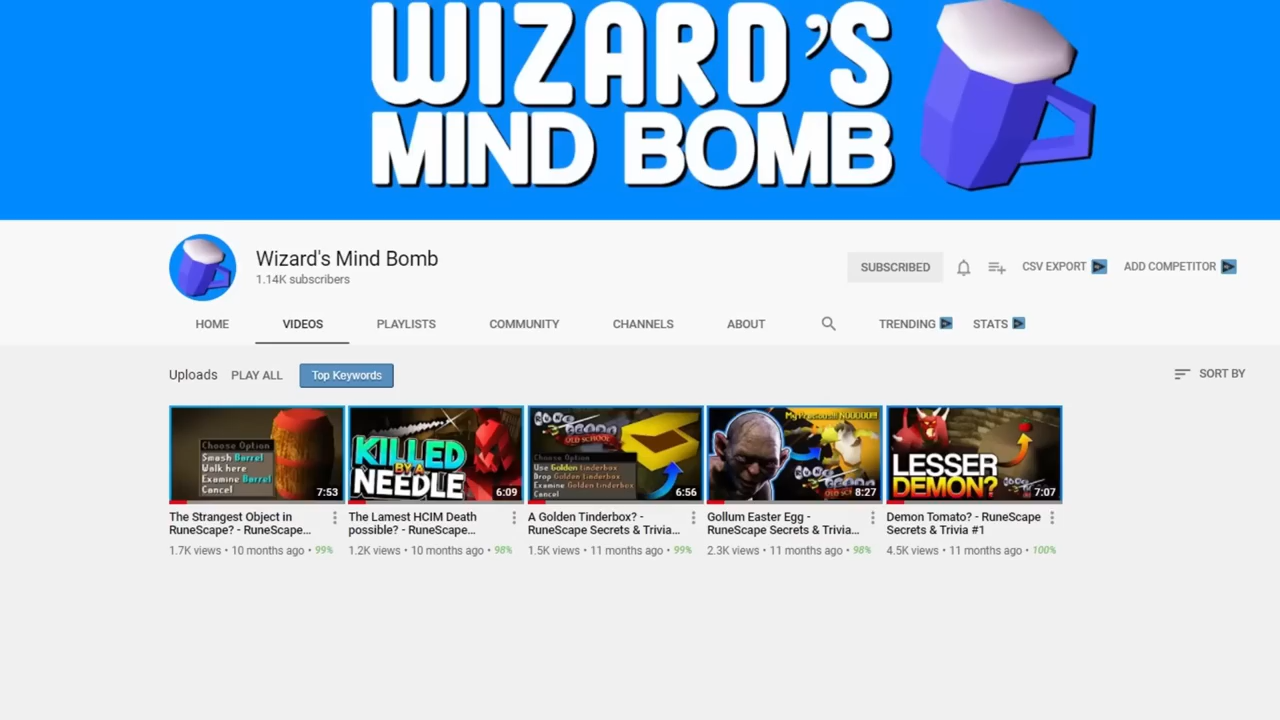 WIZARD'S
MIND BOMB
Wizard's Mind Bomb
1.14K subscribers
SUBSCRIBED
CSV EXPORT
ADD COMPETITOR
HOME
VIDEOS
PLAYLISTS
COMMUNITY
CHANNELS
ABOUT
TRENDING
STATS
Uploads
PLAY ALL
Top Keywords
SORT BY
Choose Option
Smash Barrel
Walk here
Examine Barrel
Cancel
7:53
The Strangest Object in
RuneScape? - RuneScape...
1.7K views • 10 months ago • 99%
KILLED
BY A
NEEDLE
6:09
The Lamest HCIM Death
possible? - RuneScape...
1.2K views • 10 months ago • 98%
OLD SCHOOL
Choose Option
Use Golden tinderbox
Drop Golden tinderbox
Examine Golden tinderbox
Cancel
6:56
A Golden Tinderbox? -
RuneScape Secrets & Trivia...
1.5K views • 11 months ago • 99%
My Precious!!! NOOOOO!!!
8:27
Gollum Easter Egg -
RuneScape Secrets & Trivia...
2.3K views • 11 months ago • 98%
LESSER
DEMON?
7:07
Demon Tomato? - RuneScape
Secrets & Trivia #1
4.5K views • 11 months ago • 100%